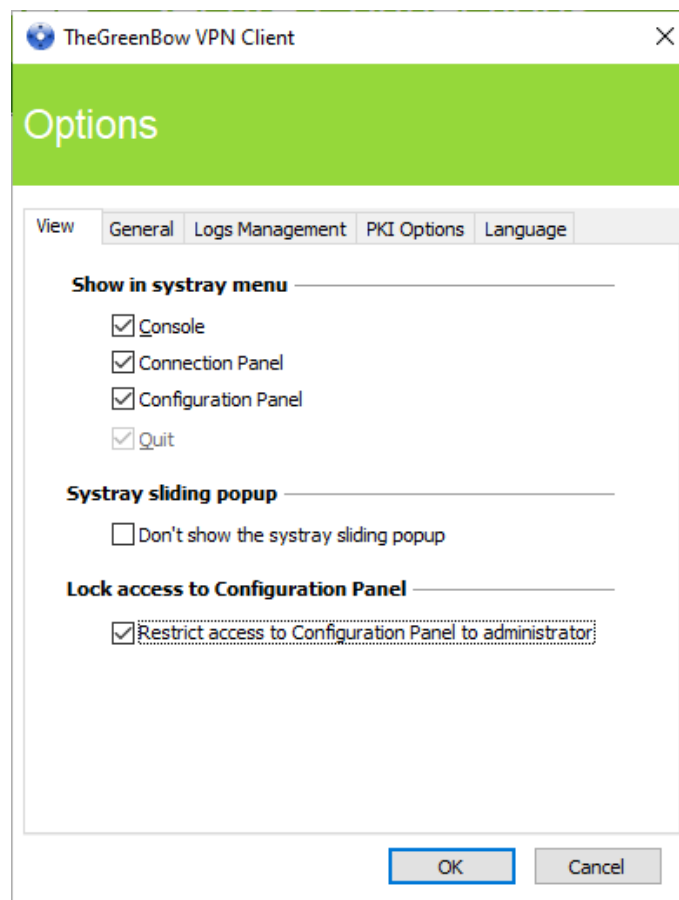 TheGreenBow VPN Client
Options
View General Logs Management PKI Options Language
Show in systray menu
Console
Connection Panel
Configuration Panel
Quit
Systray sliding popup
Don't show the systray sliding popup
Lock access to Configuration Panel
Restrict access to Configuration Panel to administrator
OK Cancel